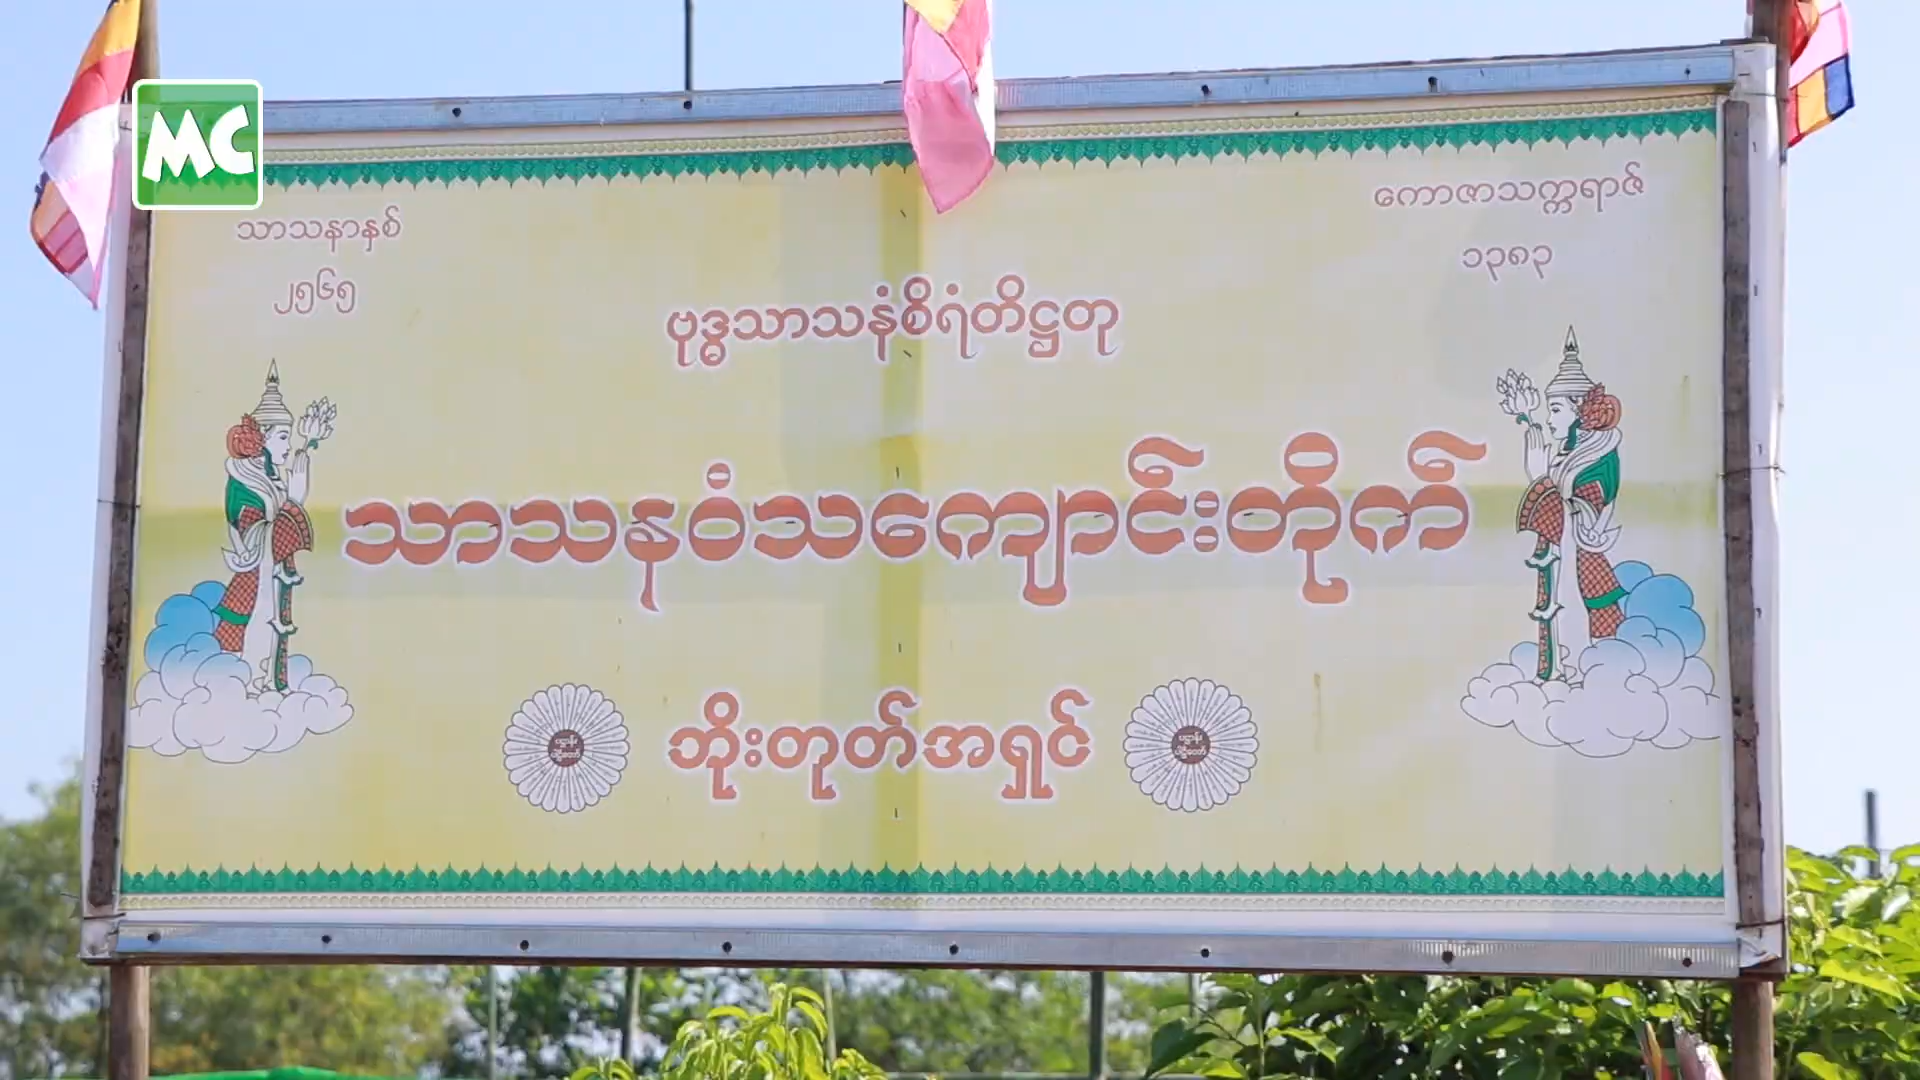 MC
သာသနာနှစ်
၂၅၆၅
ကောဇာသက္ကရာဇ်
၁၃၈၃
ဗုဒ္ဓသာသနံစိရံတိဋ္ဌတု
သာသနဝံသကျောင်းတိုက်
ဘိုးတုတ်အရှင်